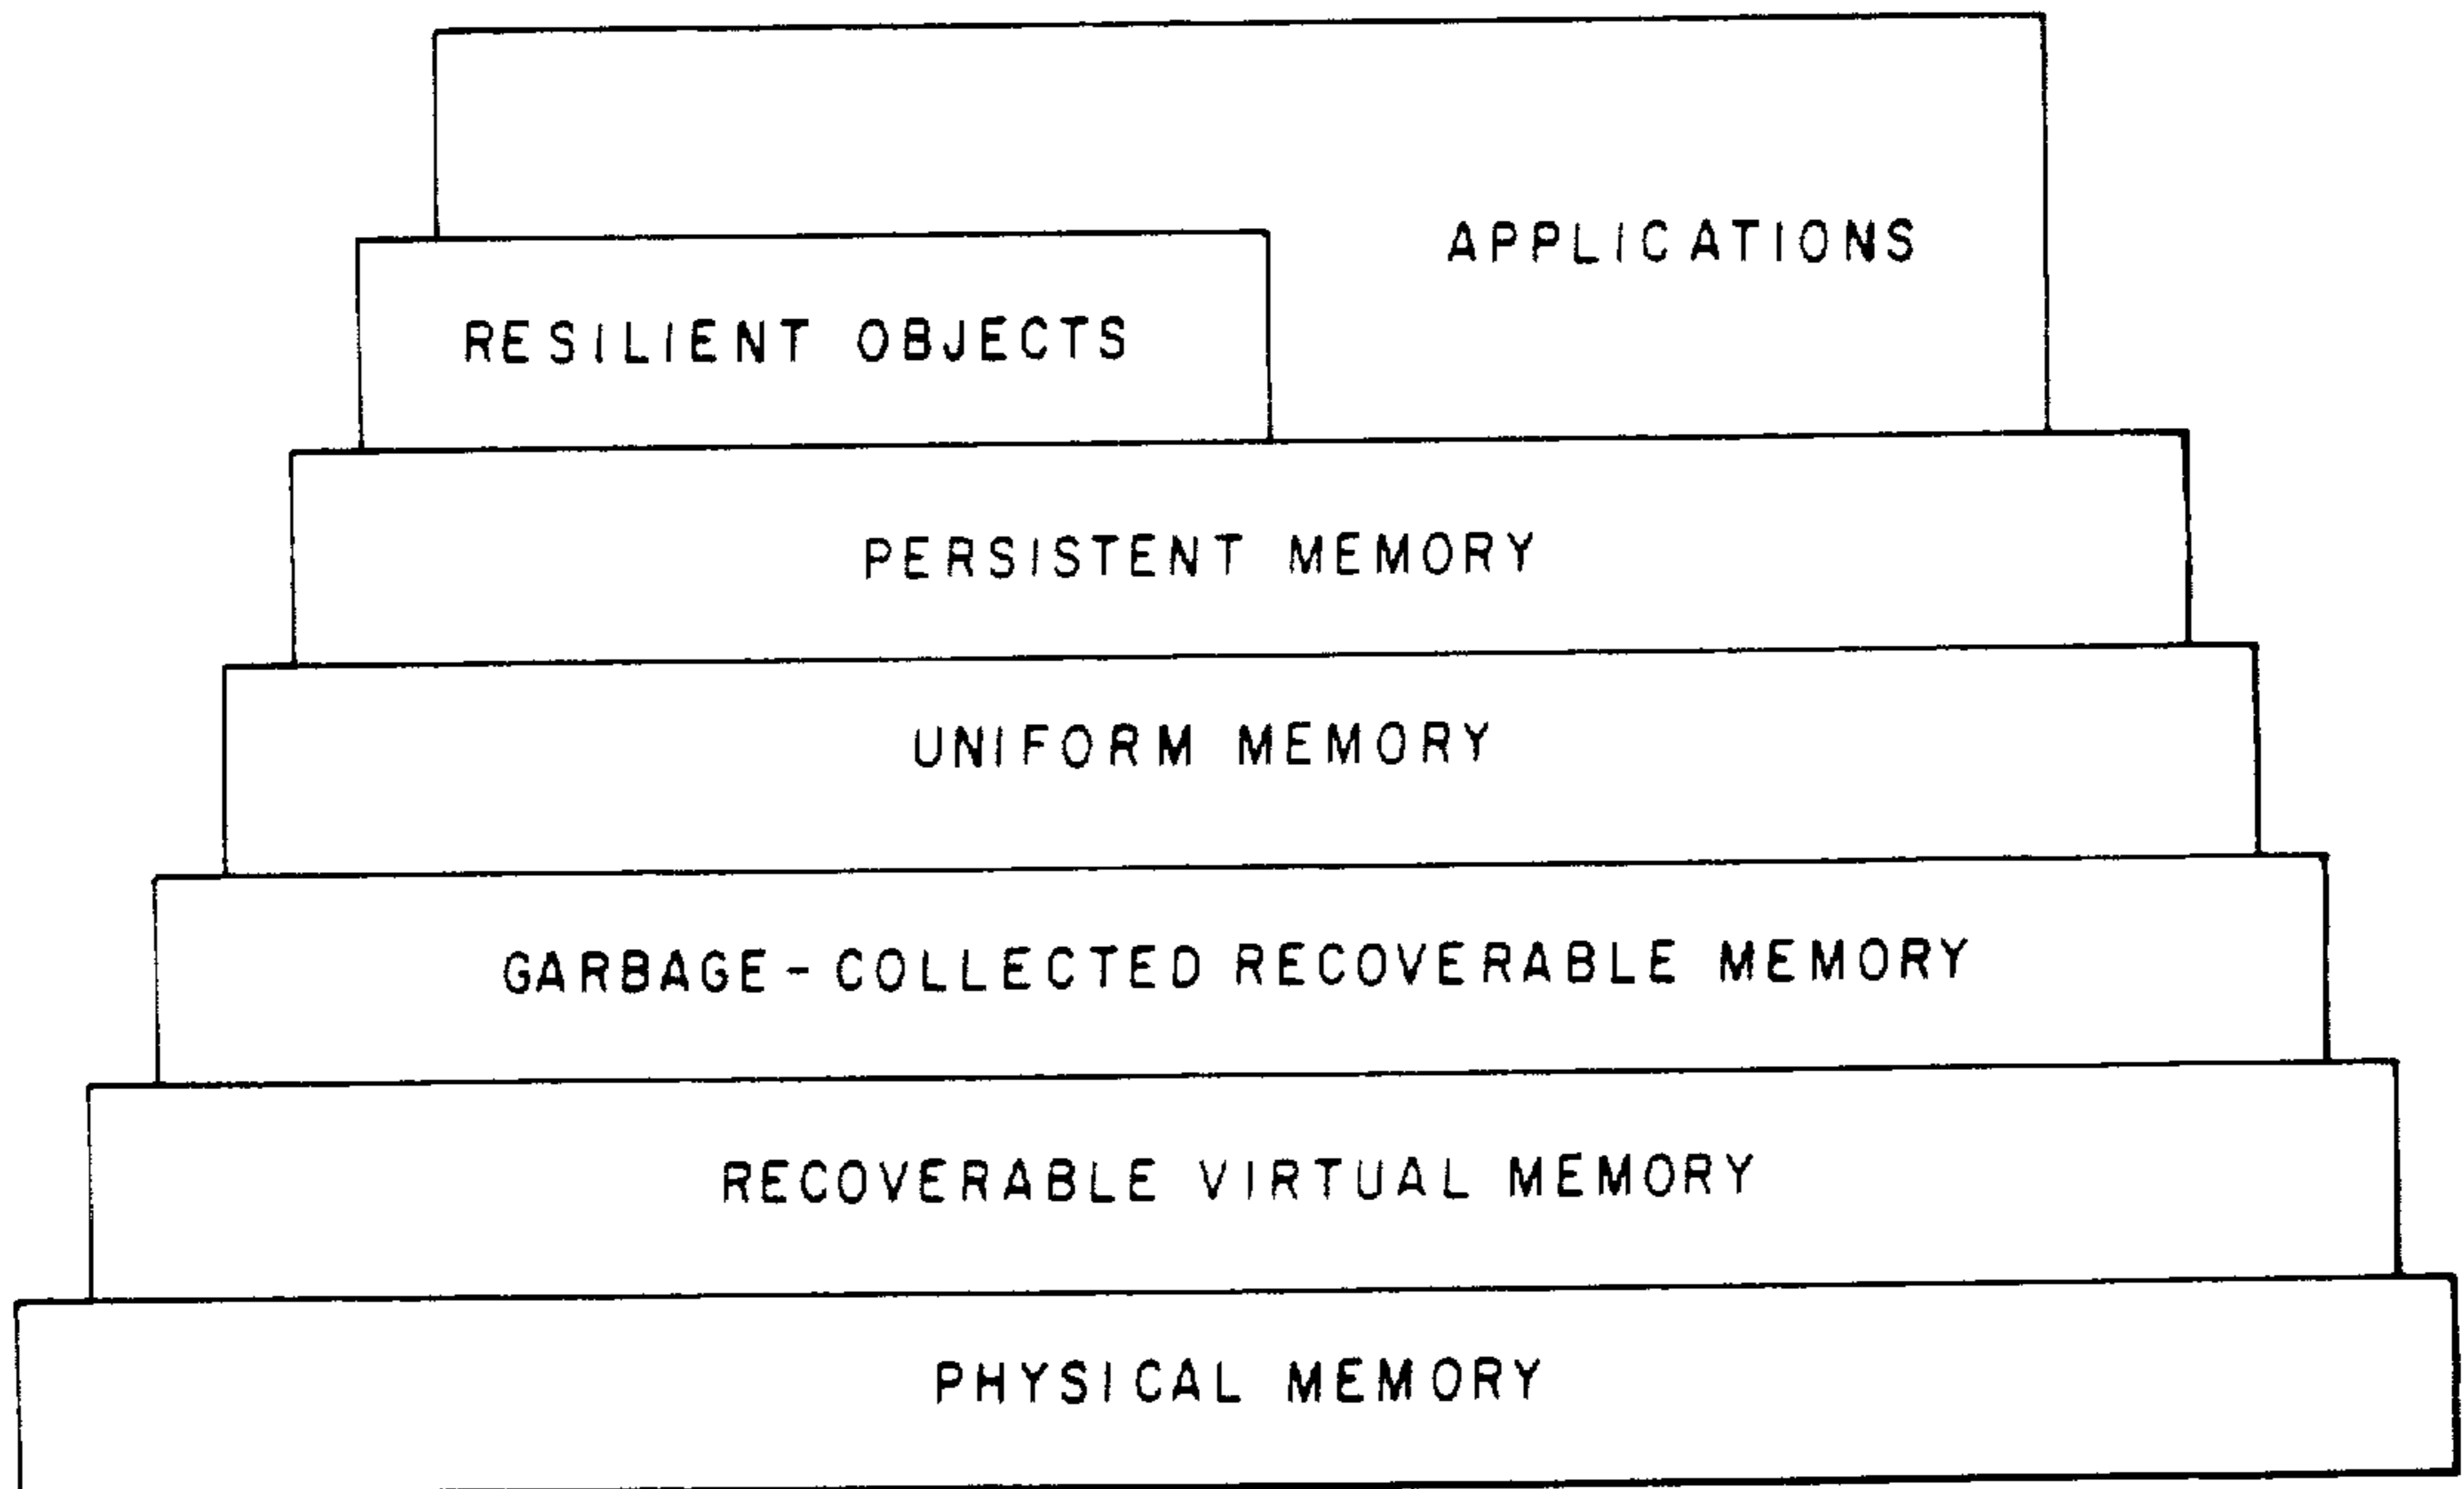 APPLICATIONS
RESILIENT OBJECTS
PERSISTENT MEMORY
UNIFORM MEMORY
GARBAGE-COLLECTED RECOVERABLE MEMORY
RECOVERABLE VIRTUAL MEMORY
PHYSICAL MEMORY